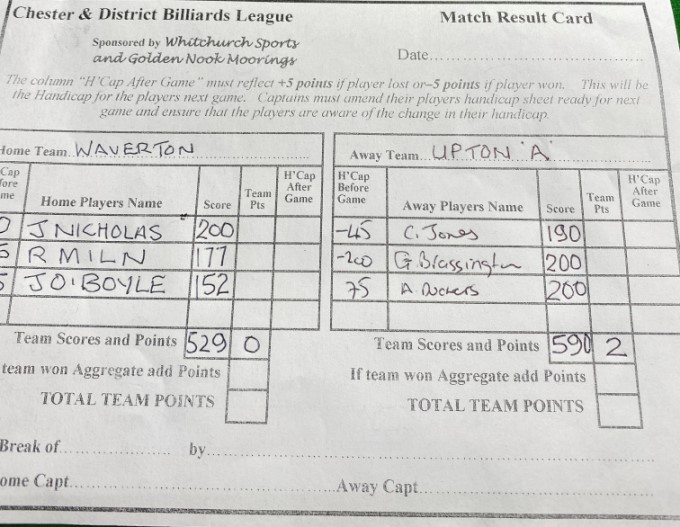 Chester & District Billiards League
Match Result Card
Sponsored by Whitchurch Sports
and Golden Nook Moorings
Date
The column "H'Cap After Game" must reflect +5 points if player lost or -5 points if player won. This will be
the Handicap for the players next game. Captains must amend their players handicap sheet ready for next
game and ensure that the players are aware of the change in their handicap.
Home Team WAVERTON
Away Team UPTON 'A'
Cap
fore
me
Home Players Name
Score
Team
Pts
H'Cap
After
Game
H'Cap
Before
Game
Away Players Name
Score
Team
Pts
H'Cap
After
Game
0 J NICHOLAS 200
-45 C. Jones 190
5 R MILN 177
-200 G. Brassington 200
5 J O'BOYLE 152
75 A. Duckers 200
Team Scores and Points 529 0
Team Scores and Points 590 2
team won Aggregate add Points
If team won Aggregate add Points
TOTAL TEAM POINTS
TOTAL TEAM POINTS
Break of by
ome Capt
Away Capt